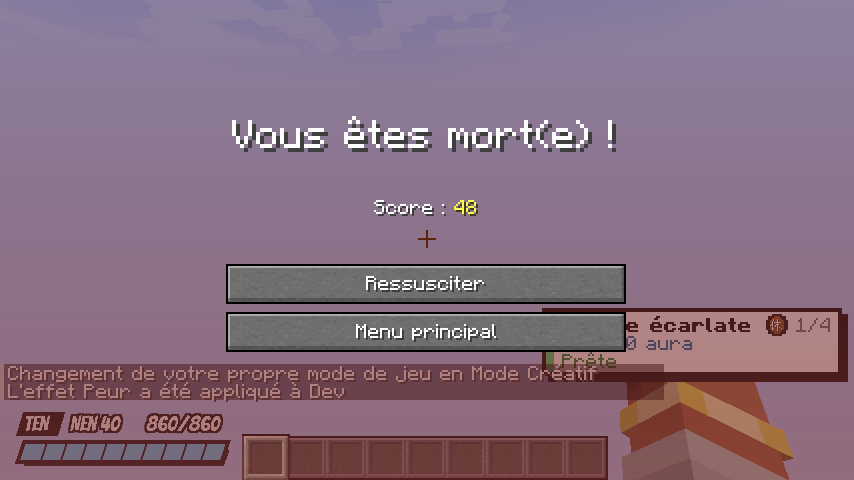 Vous êtes mort(e) !
Score : 48
Ressusciter
Menu principal
e écarlate 休 1/4
0 aura
Prête
Changement de votre propre mode de jeu en Mode Créatif
L'effet Peur a été appliqué à Dev
TEN NEN 40 860/860